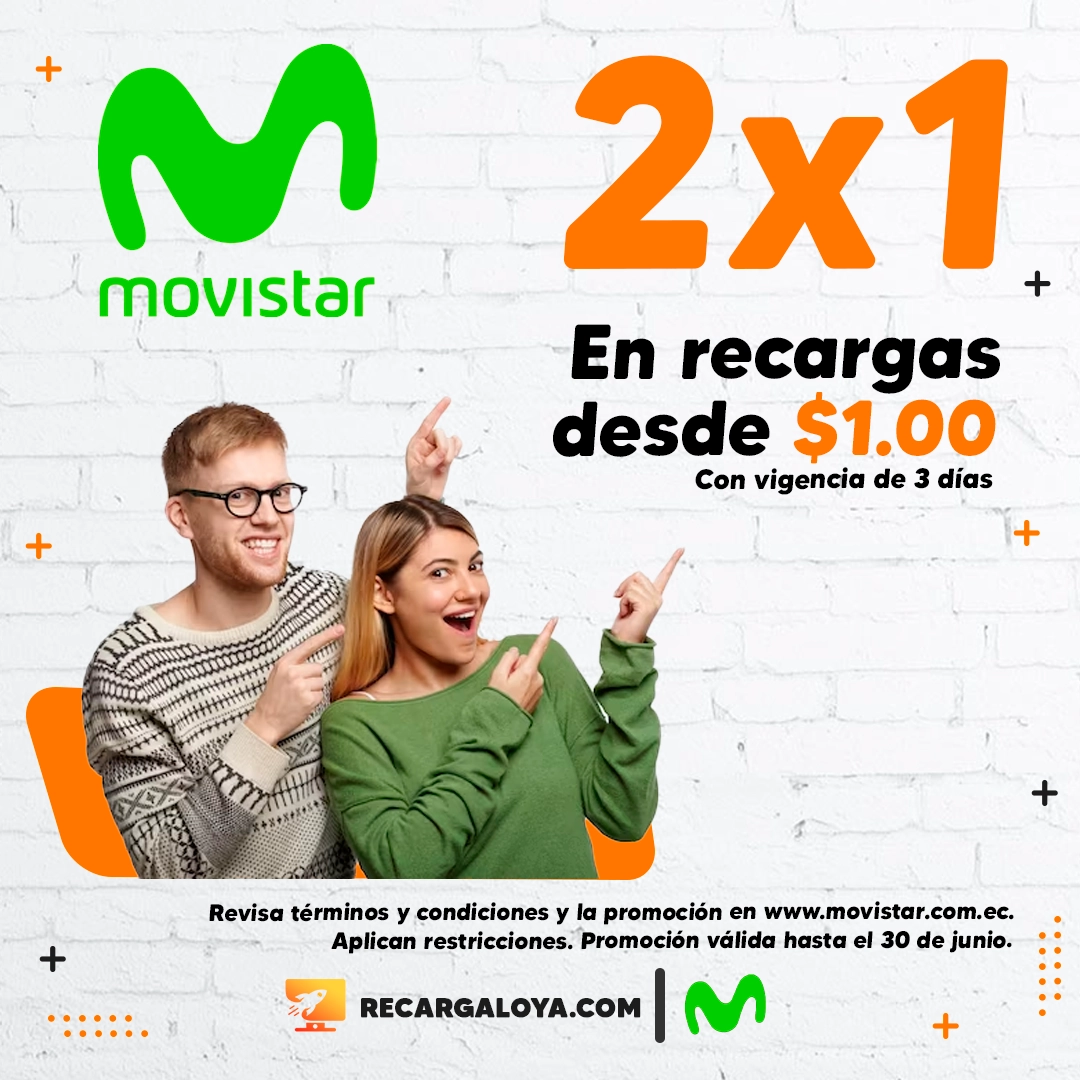 movistar
2x1
En recargas
desde $1.00
Con vigencia de 3 días
Revisa términos y condiciones y la promoción en www.movistar.com.ec.
Aplican restricciones. Promoción válida hasta el 30 de junio.
RECARGALOYA.COM